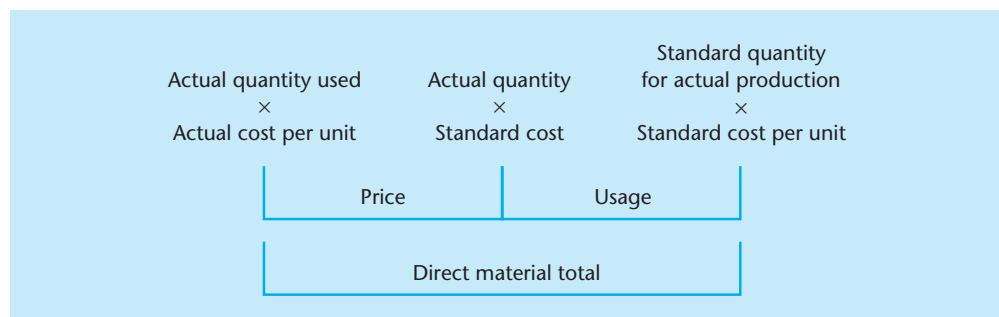 Actual quantity used
×
Actual cost per unit
Actual quantity
×
Standard cost
Standard quantity
for actual production
×
Standard cost per unit
Price
Usage
Direct material total